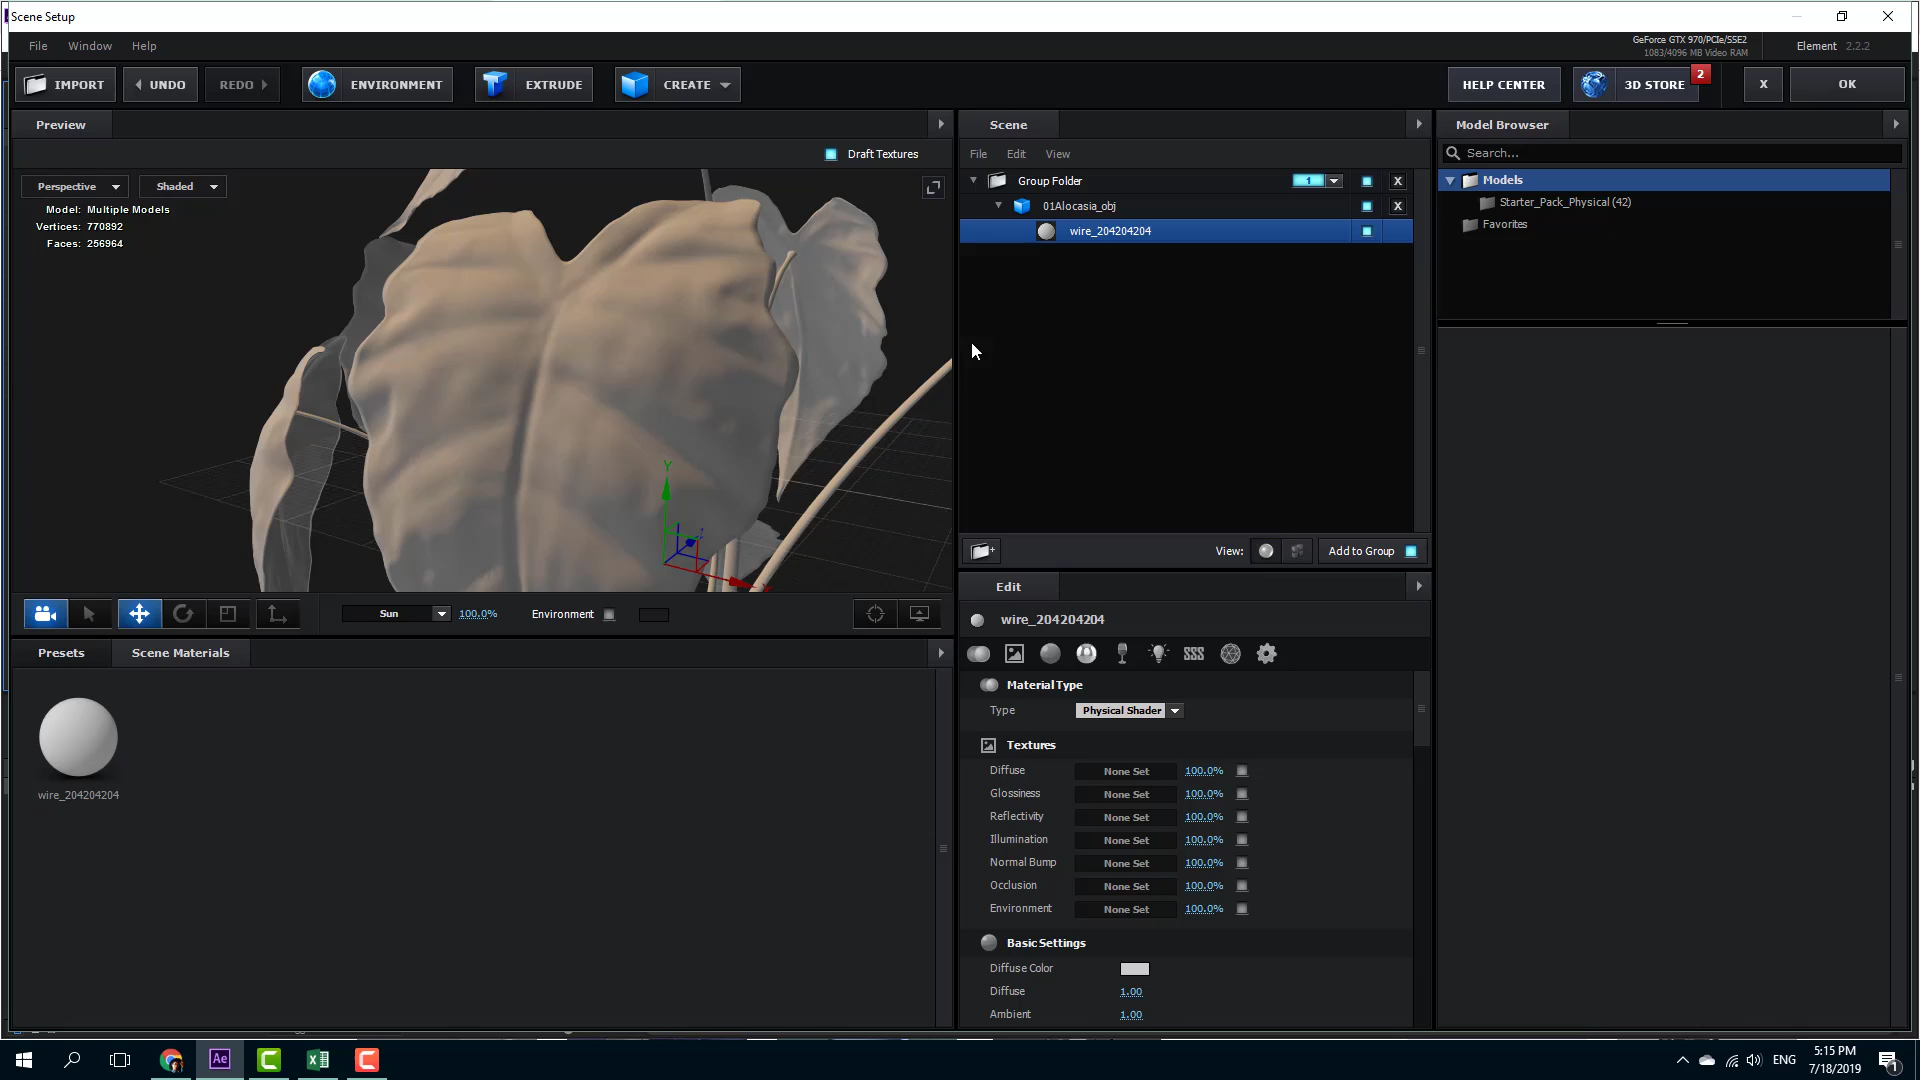 Scene Setup
File Window Help
GeForce GTX 970/PCIe/SSE2
1083/4096 MB Video RAM
Element 2.2.2
IMPORT UNDO REDO ENVIRONMENT EXTRUDE CREATE HELP CENTER 3D STORE 2 X OK
Preview
Draft Textures
Perspective Shaded
Model: Multiple Models
Vertices: 770892
Faces: 256964
Y
Sun 100.0% Environment
Presets Scene Materials
wire_204204204
Scene
File Edit View
Group Folder 1 X
01Alocasia_obj X
wire_204204204
View: Add to Group
Edit
wire_204204204
Material Type
Type Physical Shader
Textures
Diffuse None Set 100.0%
Glossiness None Set 100.0%
Reflectivity None Set 100.0%
Illumination None Set 100.0%
Normal Bump None Set 100.0%
Occlusion None Set 100.0%
Environment None Set 100.0%
Basic Settings
Diffuse Color
Diffuse 1.00
Ambient 1.00
Model Browser
Search...
Models
Starter_Pack_Physical (42)
Favorites
Ae
ENG
5:15 PM
7/18/2019
1